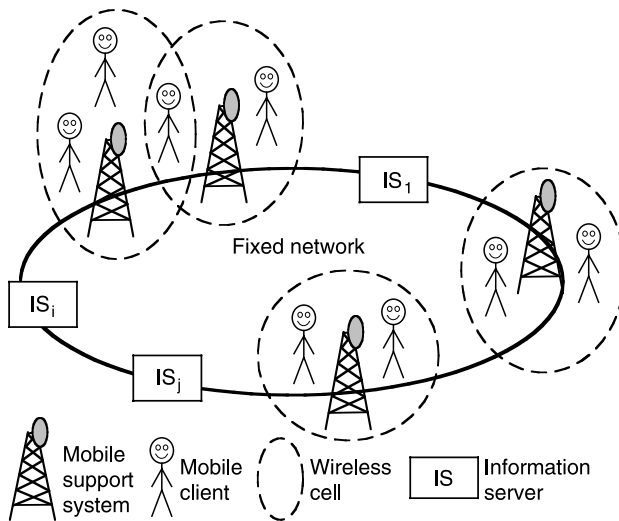 IS1
Fixed network
ISi
ISj
Mobile
support
system
Mobile
client
Wireless
cell
IS
Information
server